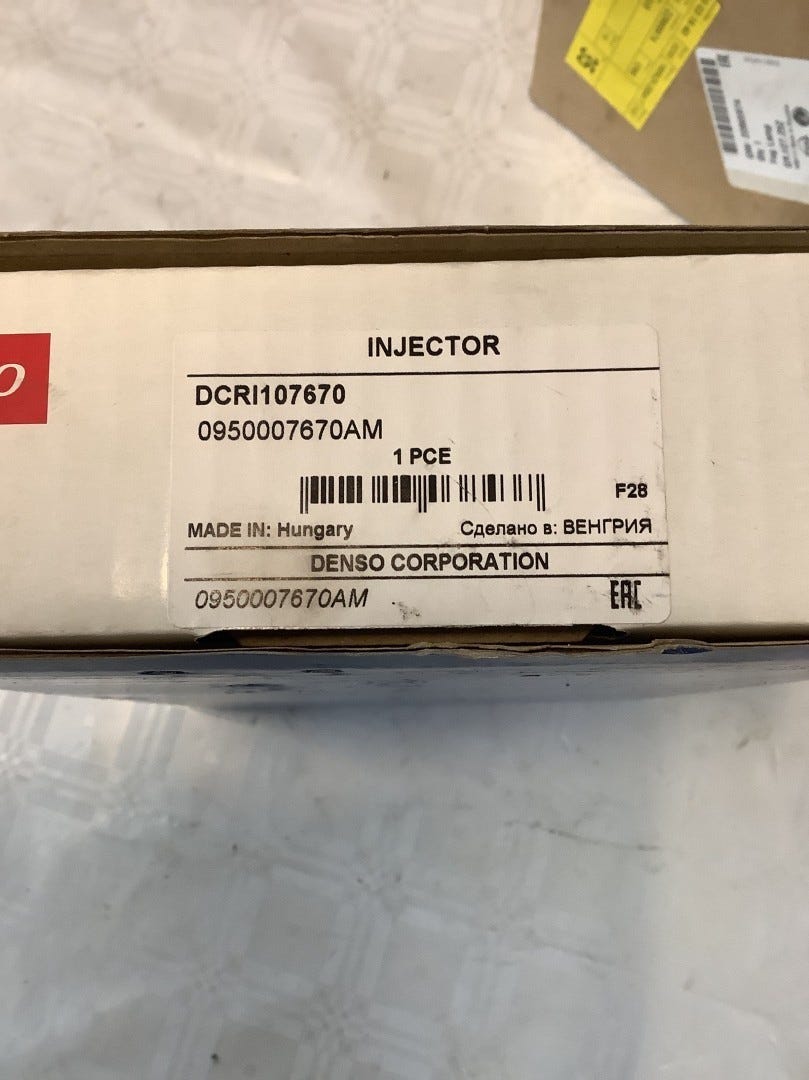 INJECTOR
DCRI107670
0950007670AM
1 PCE
F28
MADE IN: Hungary
Сделано в: ВЕНГРИЯ
DENSO CORPORATION
0950007670AM
EAC